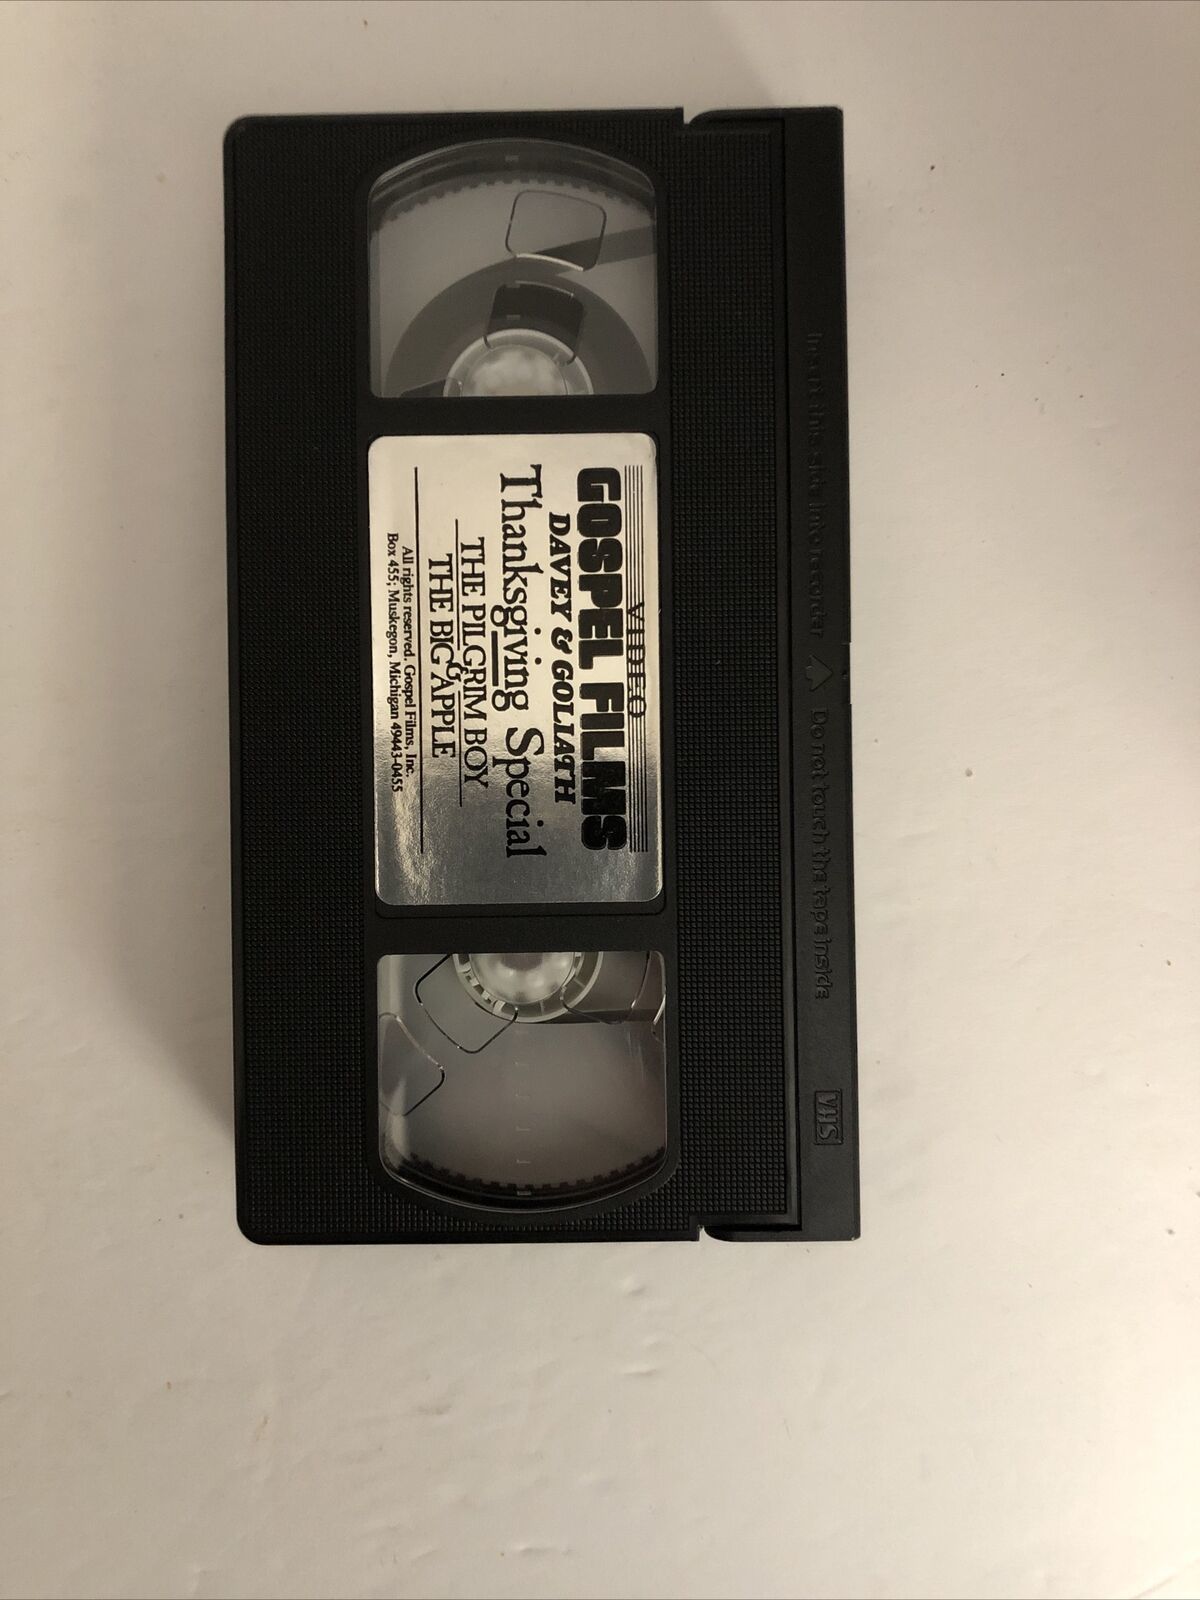 VIDEO
GOSPEL FILMS
DAVEY & GOLIATH
Thanksgiving Special
THE PILGRIM BOY
&
THE BIG APPLE
All rights reserved. Gospel Films, Inc.
Box 455; Muskegon, Michigan 49443-0455
Insert this side into recorder
Do not touch the tape inside
VHS